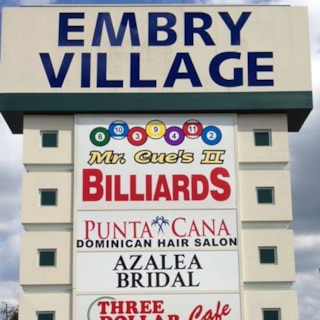 EMBRY
VILLAGE
6 10 3 9 4 11 2
Mr. Cue's II
BILLIARDS
PUNTA CANA
DOMINICAN HAIR SALON
AZALEA
BRIDAL
THREE
DOLLAR Cafe